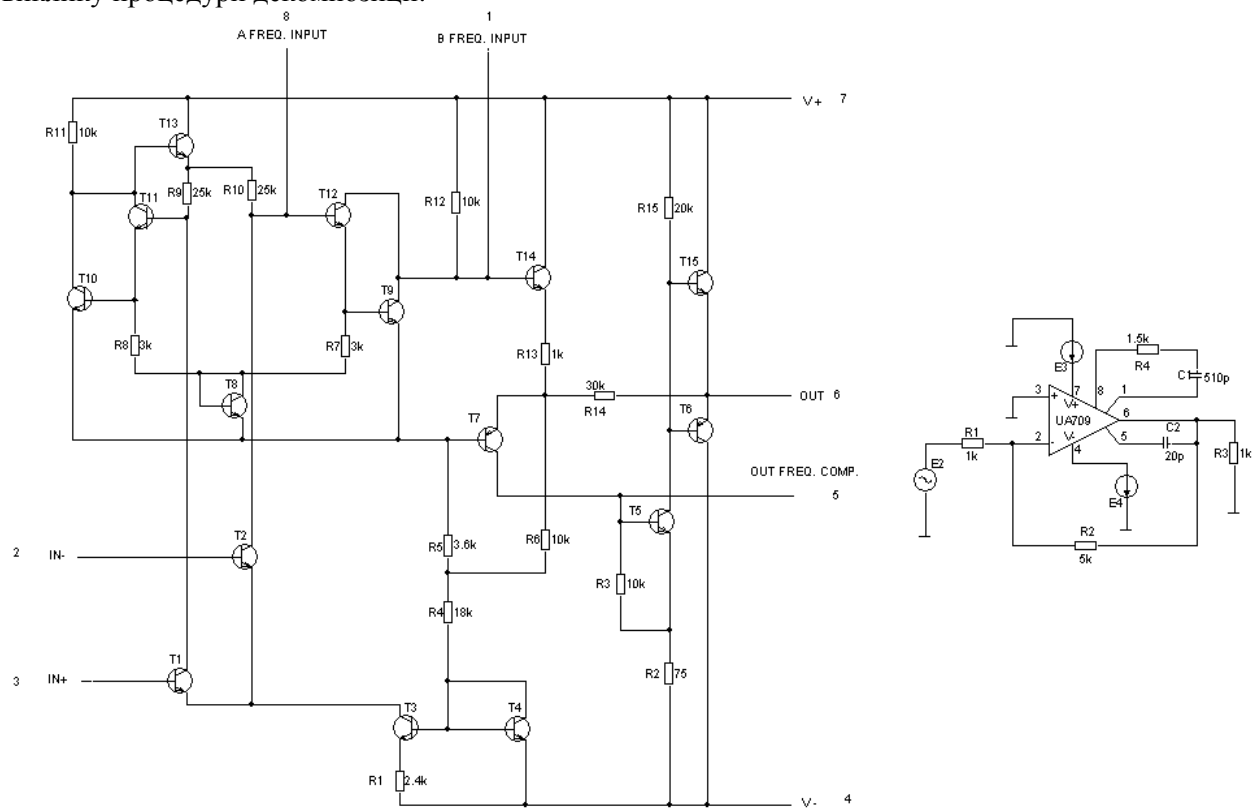 виклику процедури декомпозиції.
8
1
A FREQ. INPUT
B FREQ. INPUT
V+ 7
T13
R11 10k
T11
R9 25k
R10 25k
T12
R12 10k
R15 20k
T14
T15
T10
T9
R8 3k
R7 3k
R13 1k
T8
30k
R14
OUT 6
T7
T6
OUT FREQ. COMP.
5
T5
T2
2 IN-
R5 3.6k
R6 10k
R3 10k
R4 18k
T1
3 IN+
R2 75
T3
T4
R1 2.4k
V- 4
E3
1.5k
R4
C1 510p
3
7
8
1
+
V+
UA709
6
R1
1k
2
-
V-
4
5
C2
20p
R3 1k
E2
E4
R2
5k